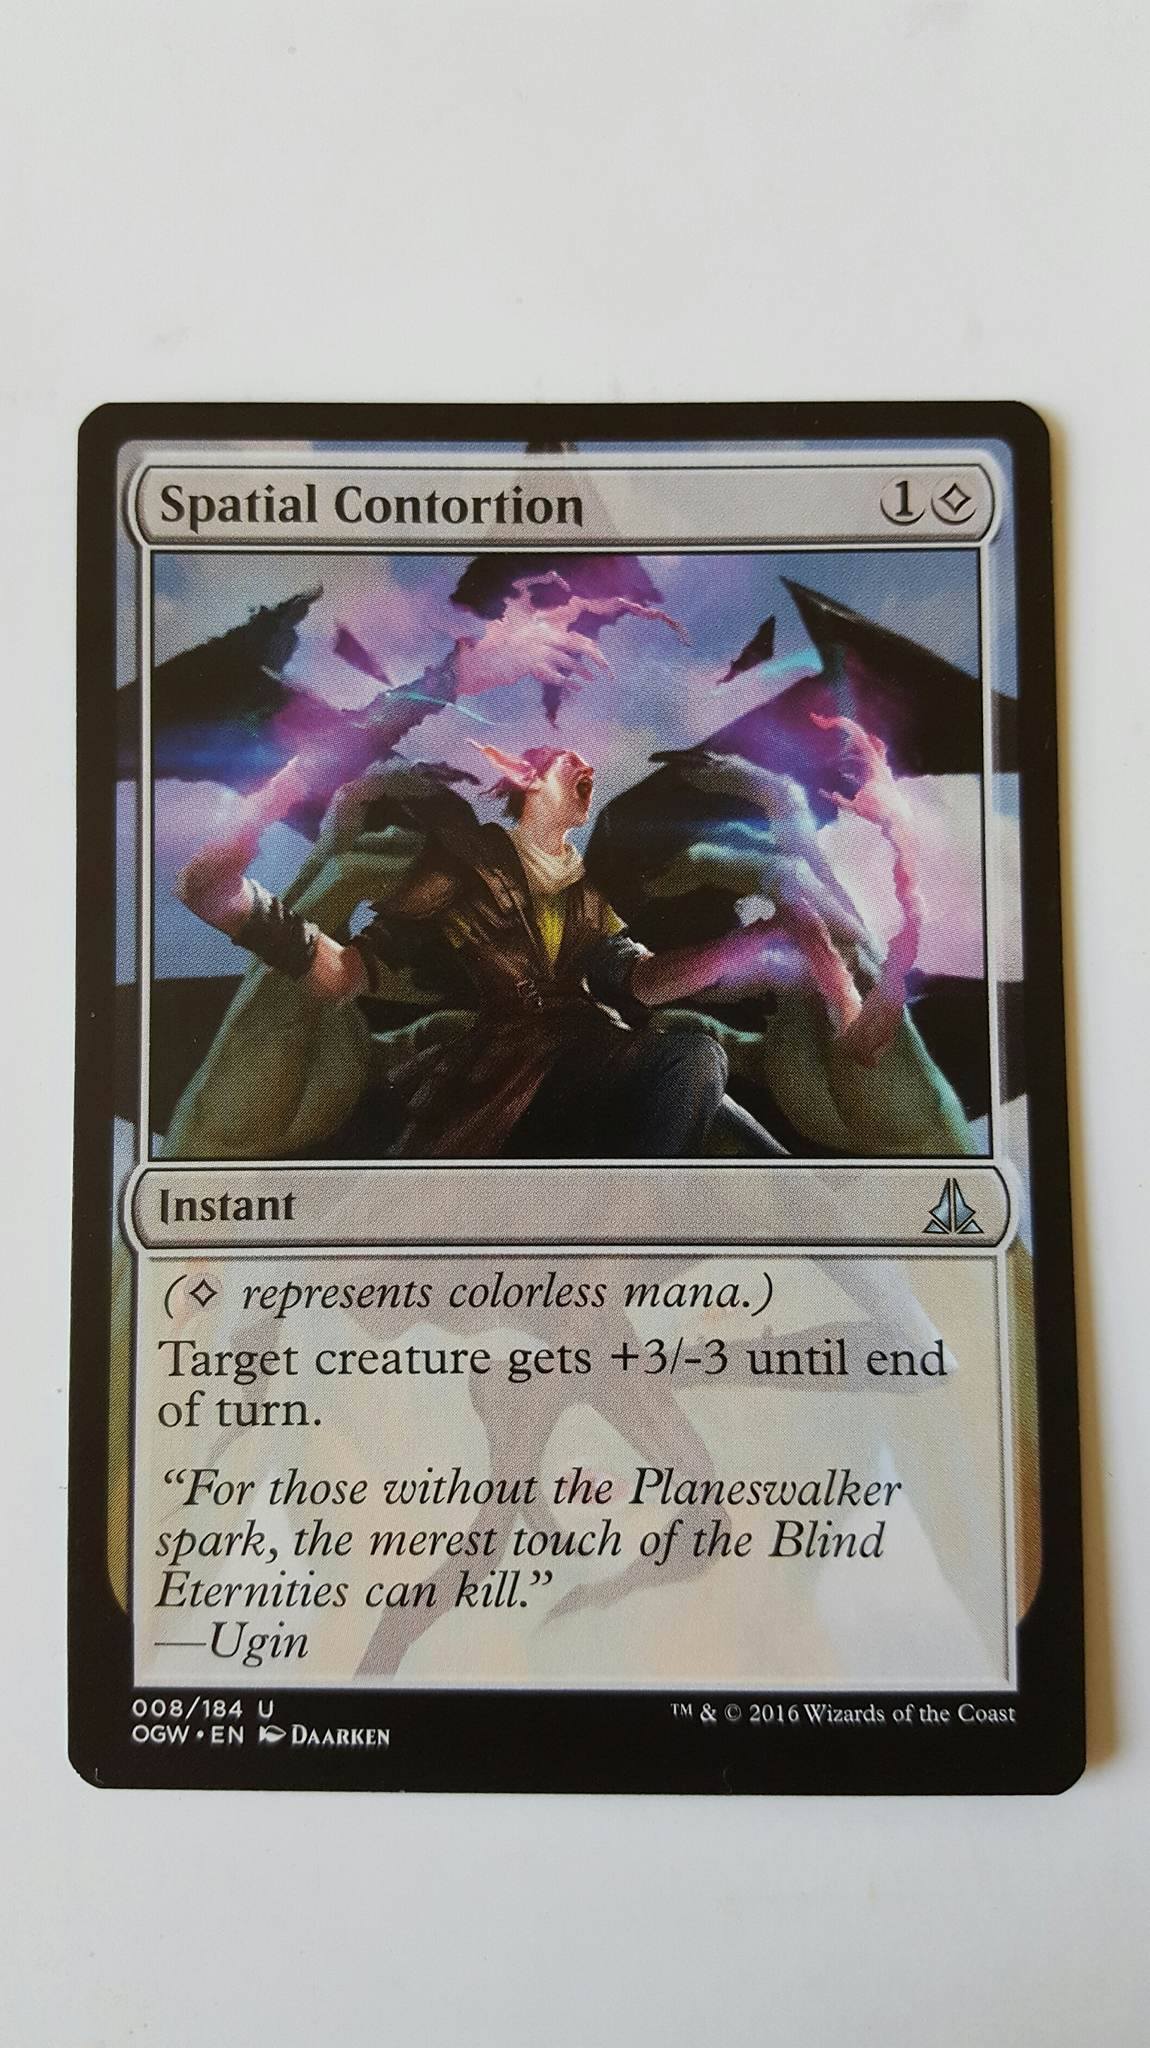 Spatial Contortion 1
Instant
( represents colorless mana.)
Target creature gets +3/-3 until end
of turn.
“For those without the Planeswalker
spark, the merest touch of the Blind
Eternities can kill.”
—Ugin
008/184 U
OGW • EN DAARKEN
™ & © 2016 Wizards of the Coast